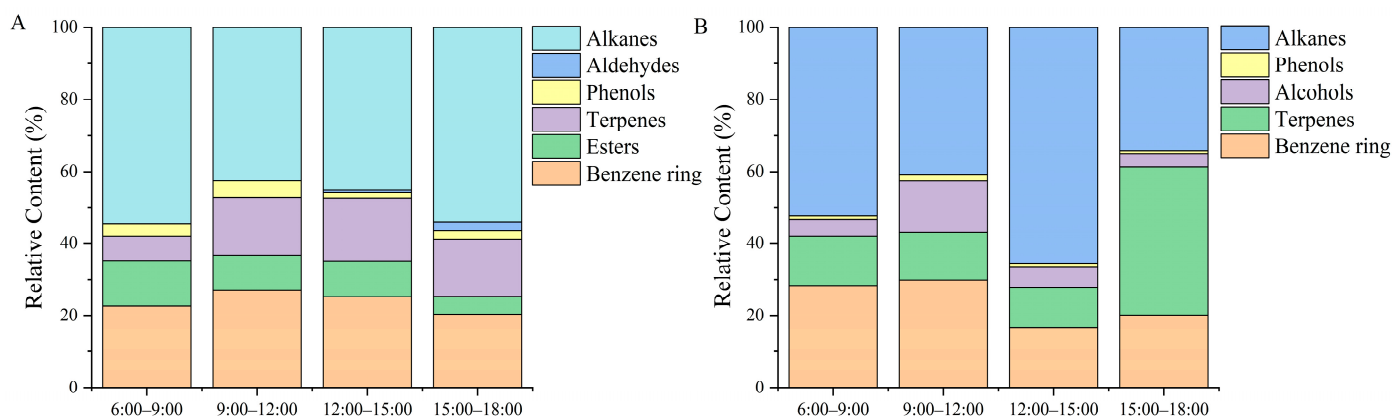 A
Relative Content (%)
100
80
60
40
20
0
6:00–9:00
9:00–12:00
12:00–15:00
15:00–18:00
Alkanes
Aldehydes
Phenols
Terpenes
Esters
Benzene ring
B
Relative Content (%)
100
80
60
40
20
0
6:00–9:00
9:00–12:00
12:00–15:00
15:00–18:00
Alkanes
Phenols
Alcohols
Terpenes
Benzene ring